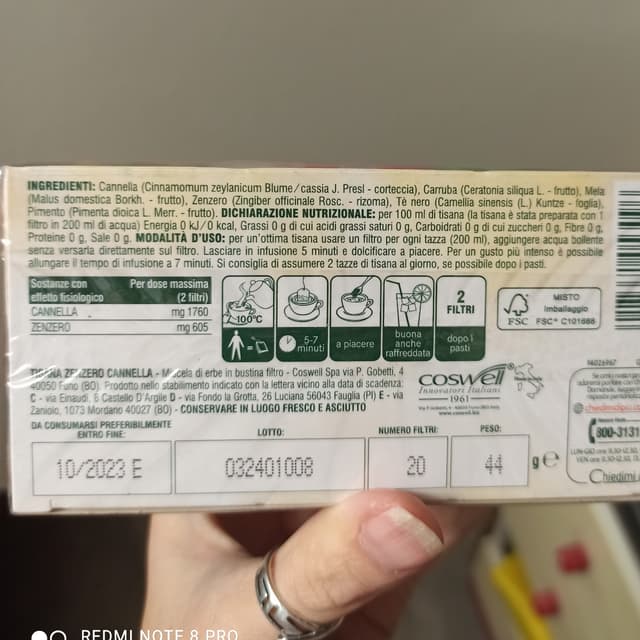 INGREDIENTI: Cannella (Cinnamomum zeylanicum Blume/cassia J. Presl - corteccia), Carruba (Ceratonia siliqua L. - frutto), Mela
(Malus domestica Borkh. - frutto), Zenzero (Zingiber officinale Rosc. - rizoma), Tè nero (Camellia sinensis (L.) Kuntze - foglia),
Pimento (Pimenta dioica L. Merr. - frutto). DICHIARAZIONE NUTRIZIONALE: per 100 ml di tisana (la tisana è stata preparata con 1
filtro in 200 ml di acqua) Energia 0 kJ/0 kcal, Grassi 0 g di cui acidi grassi saturi 0 g, Carboidrati 0 g di cui zuccheri 0 g, Fibre 0 g,
Proteine 0 g, Sale 0 g. MODALITÀ D'USO: per un'ottima tisana usare un filtro per ogni tazza (200 ml), aggiungere acqua bollente
senza versarla direttamente sul filtro. Lasciare in infusione 5 minuti e dolcificare a piacere. Per un gusto più intenso è possibile
allungare il tempo di infusione a 7 minuti. Si consiglia di assumere 2 tazze di tisana al giorno, se possibile dopo i pasti.
Sostanze con effetto fisiologico Per dose massima (2 filtri)
CANNELLA mg 1760
ZENZERO mg 605
100°C
5-7 minuti
a piacere
buona anche raffreddata
2 FILTRI
dopo i pasti
FSC
MISTO
Imballaggio
FSC® C101688
TISANA ZENZERO CANNELLA - Miscela di erbe in bustina filtro - Coswell Spa via P. Gobetti, 4
40050 Funo (BO). Prodotto nello stabilimento indicato con la lettera vicino alla data di scadenza:
C - via Einaudi, 8 Castello D'Argile D - via Fondo la Grotta, 26 Luciana 56043 Fauglia (PI) E - via
Zaniolo, 1073 Mordano 40027 (BO) - CONSERVARE IN LUOGO FRESCO E ASCIUTTO
coswell®
Innovatori Italiani
1961
www.coswell.biz
800-3131
Chiedimi
DA CONSUMARSI PREFERIBILMENTE
ENTRO FINE:
10/2023 E
LOTTO:
032401008
NUMERO FILTRI:
20
PESO:
44
g ℮
REDMI NOTE 8 PRO